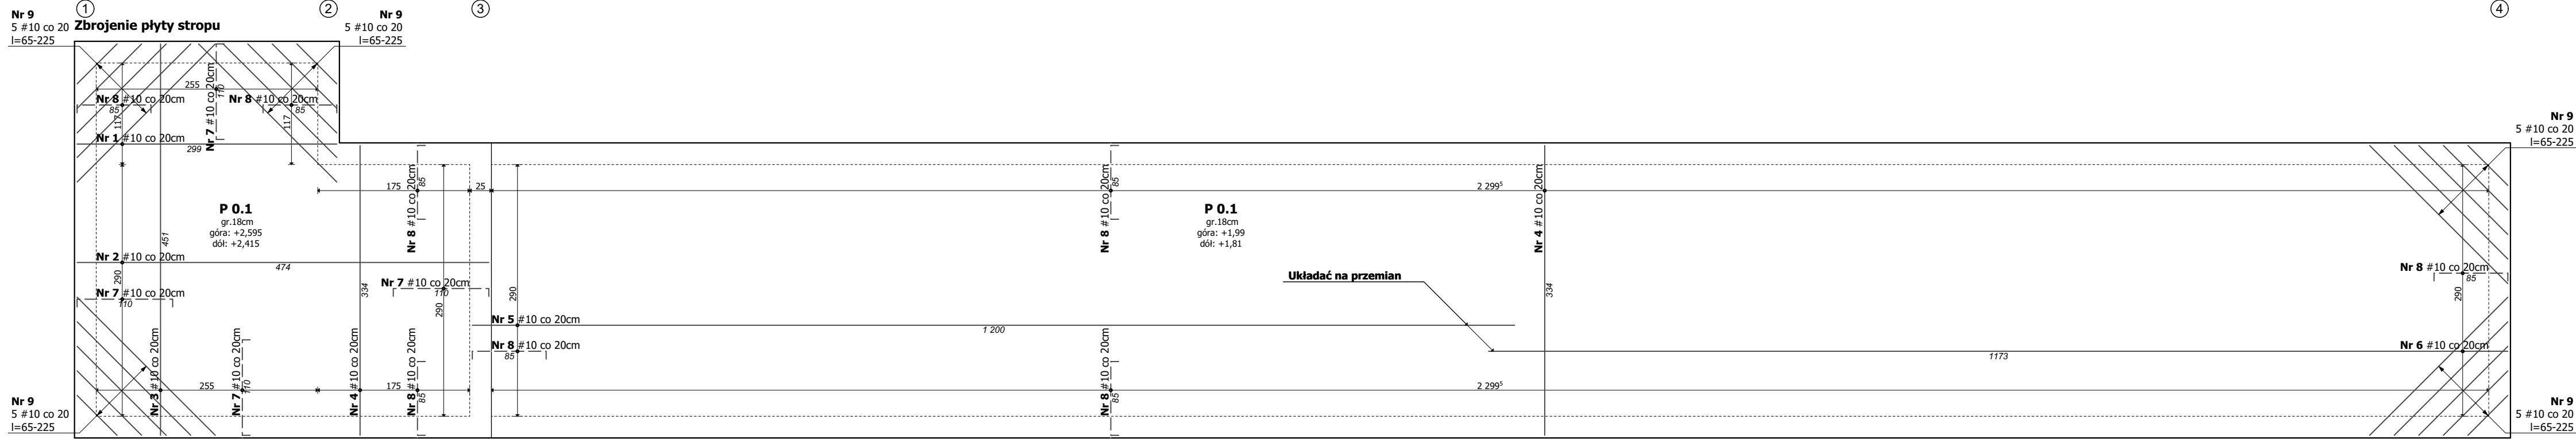 1
2
3
4
Nr 9
5 #10 co 20
l=65-225
Zbrojenie płyty stropu
Nr 9
5 #10 co 20
l=65-225
255
Nr 8 #10 co 20cm
85
117
Nr 7 #10 co 20cm
110
Nr 8 #10 co 20cm
85
117
Nr 1 #10 co 20cm
299
Nr 9
5 #10 co 20
l=65-225
175
25
Nr 8 #10 co 20cm
85
Nr 8 #10 co 20cm
85
2 299⁵
Nr 4 #10 co 20cm
334
P 0.1
gr.18cm
góra: +2,595
dół: +2,415
P 0.1
gr.18cm
góra: +1,99
dół: +1,81
451
Nr 2 #10 co 20cm
474
290
Nr 7 #10 co 20cm
110
334
Nr 7 #10 co 20cm
110
290
290
Układać na przemian
Nr 8 #10 co 20cm
85
290
Nr 5 #10 co 20cm
1 200
Nr 8 #10 co 20cm
85
Nr 6 #10 co 20cm
1173
Nr 3 #10 co 20cm
255
Nr 7 #10 co 20cm
110
Nr 4 #10 co 20cm
175
Nr 8 #10 co 20cm
85
Nr 8 #10 co 20cm
85
2 299⁵
Nr 9
5 #10 co 20
l=65-225
Nr 9
5 #10 co 20
l=65-225